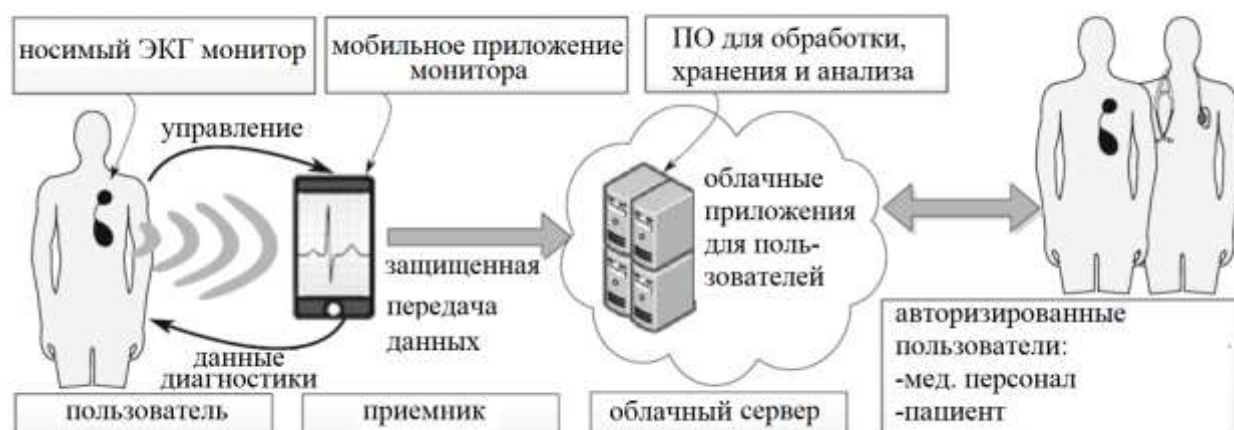 носимый ЭКГ монитор
мобильное приложение
монитора
ПО для обработки,
хранения и анализа
управление
облачные
приложения
для поль-
зователей
защищенная
передача
данных
данные
диагностики
авторизированные
пользователи:
-мед. персонал
-пациент
пользователь
приемник
облачный сервер